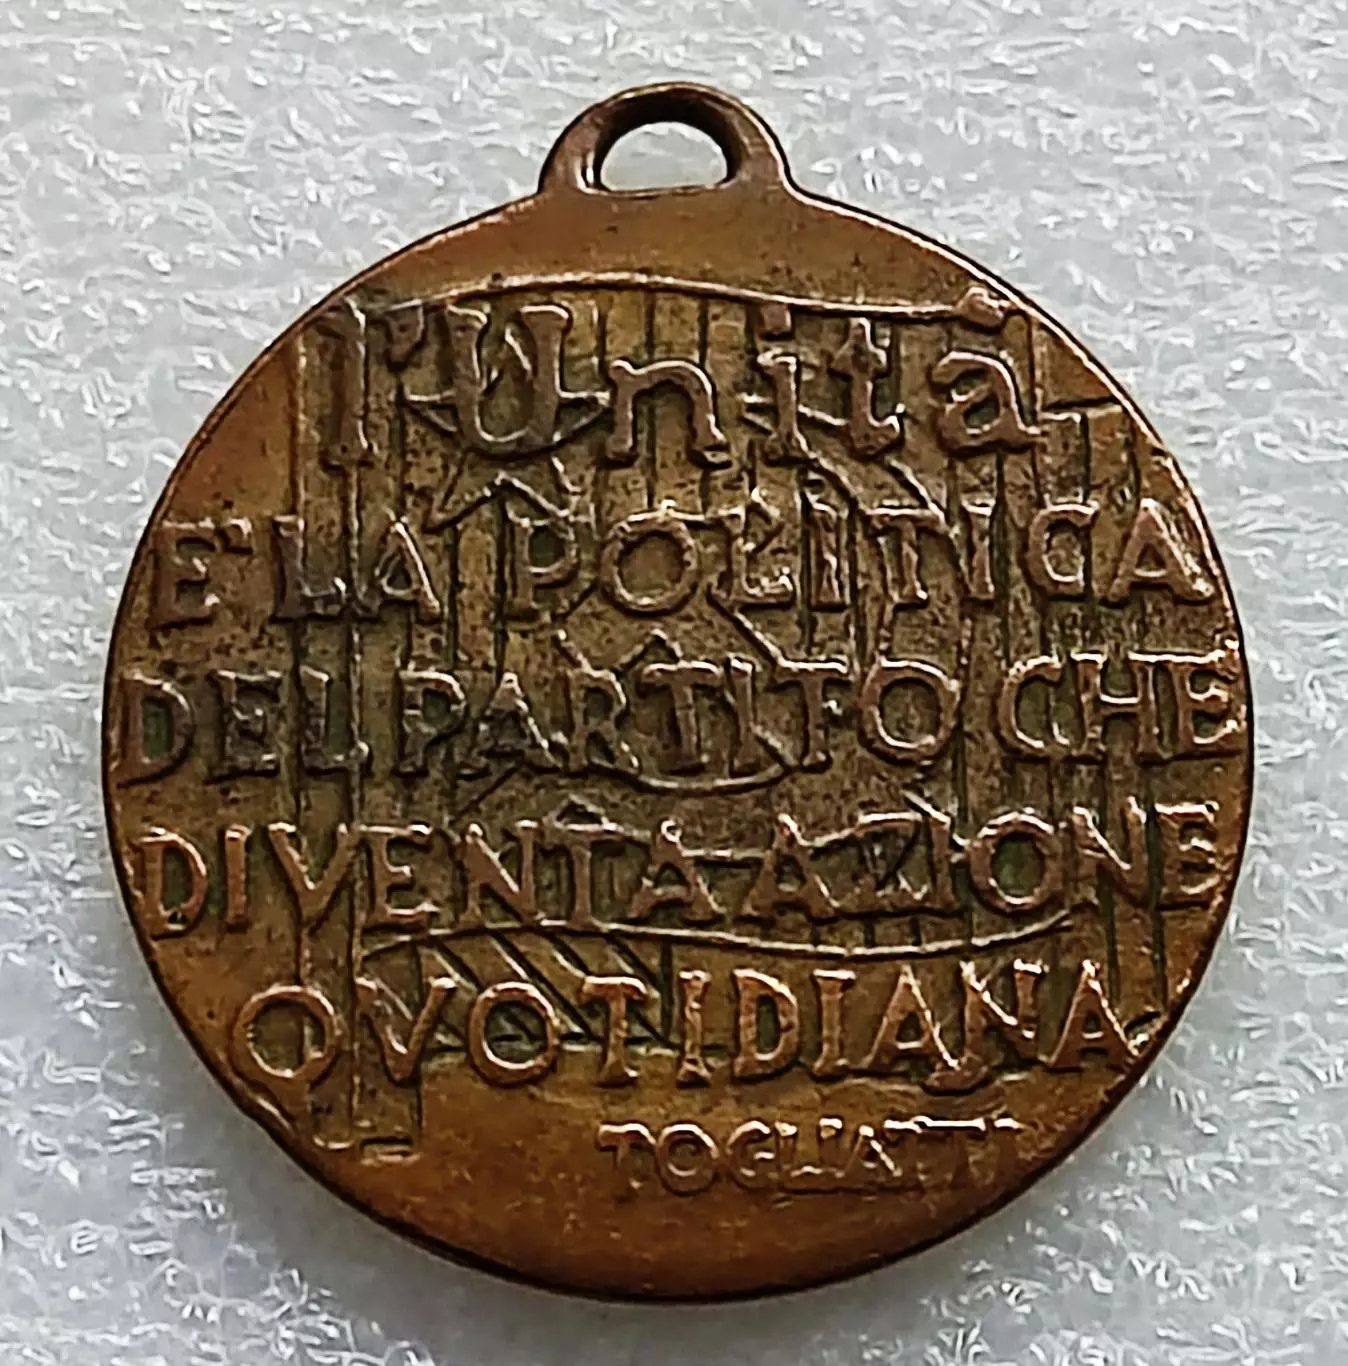 l'Unità
E' LA POLITICA
DEL PARTITO CHE
DIVENTA AZIONE
QVOTIDIANA
TOGLIATTI